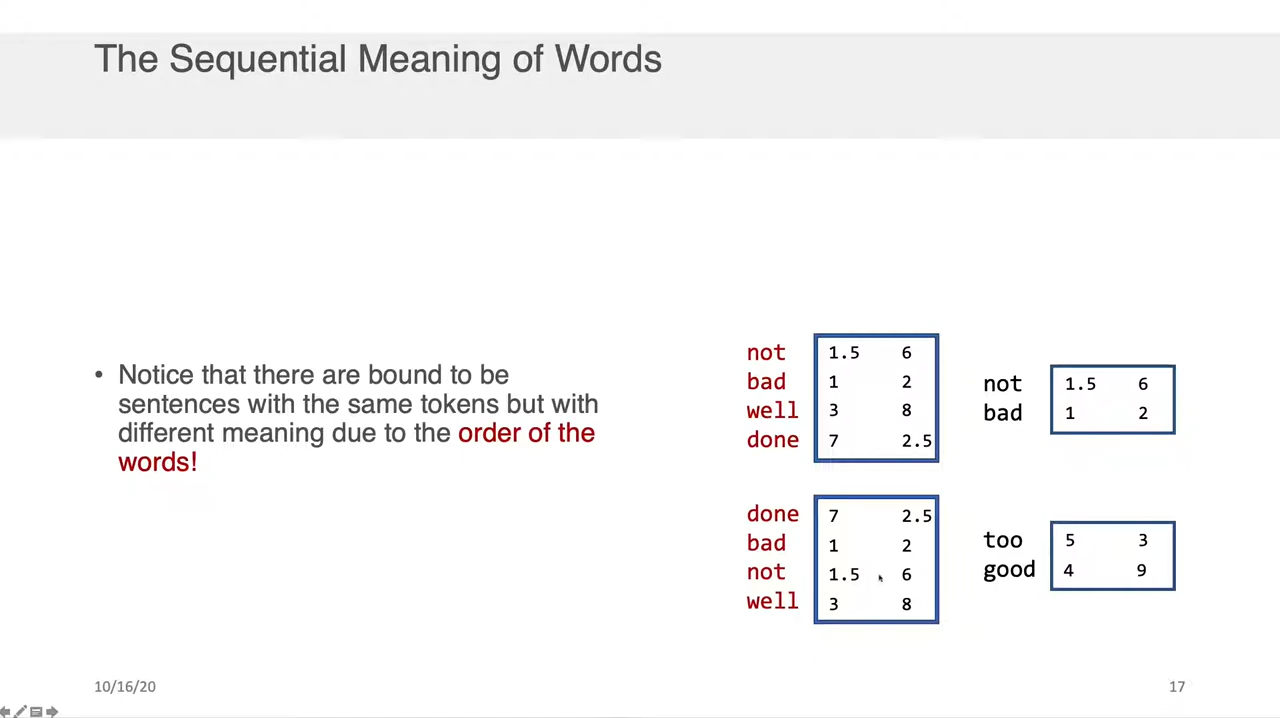 The Sequential Meaning of Words
• Notice that there are bound to be
sentences with the same tokens but with
different meaning due to the order of the
words!
not 1.5 6
bad 1 2
well 3 8
done 7 2.5
not 1.5 6
bad 1 2
done 7 2.5
bad 1 2
not 1.5 6
well 3 8
too 5 3
good 4 9
10/16/20
17